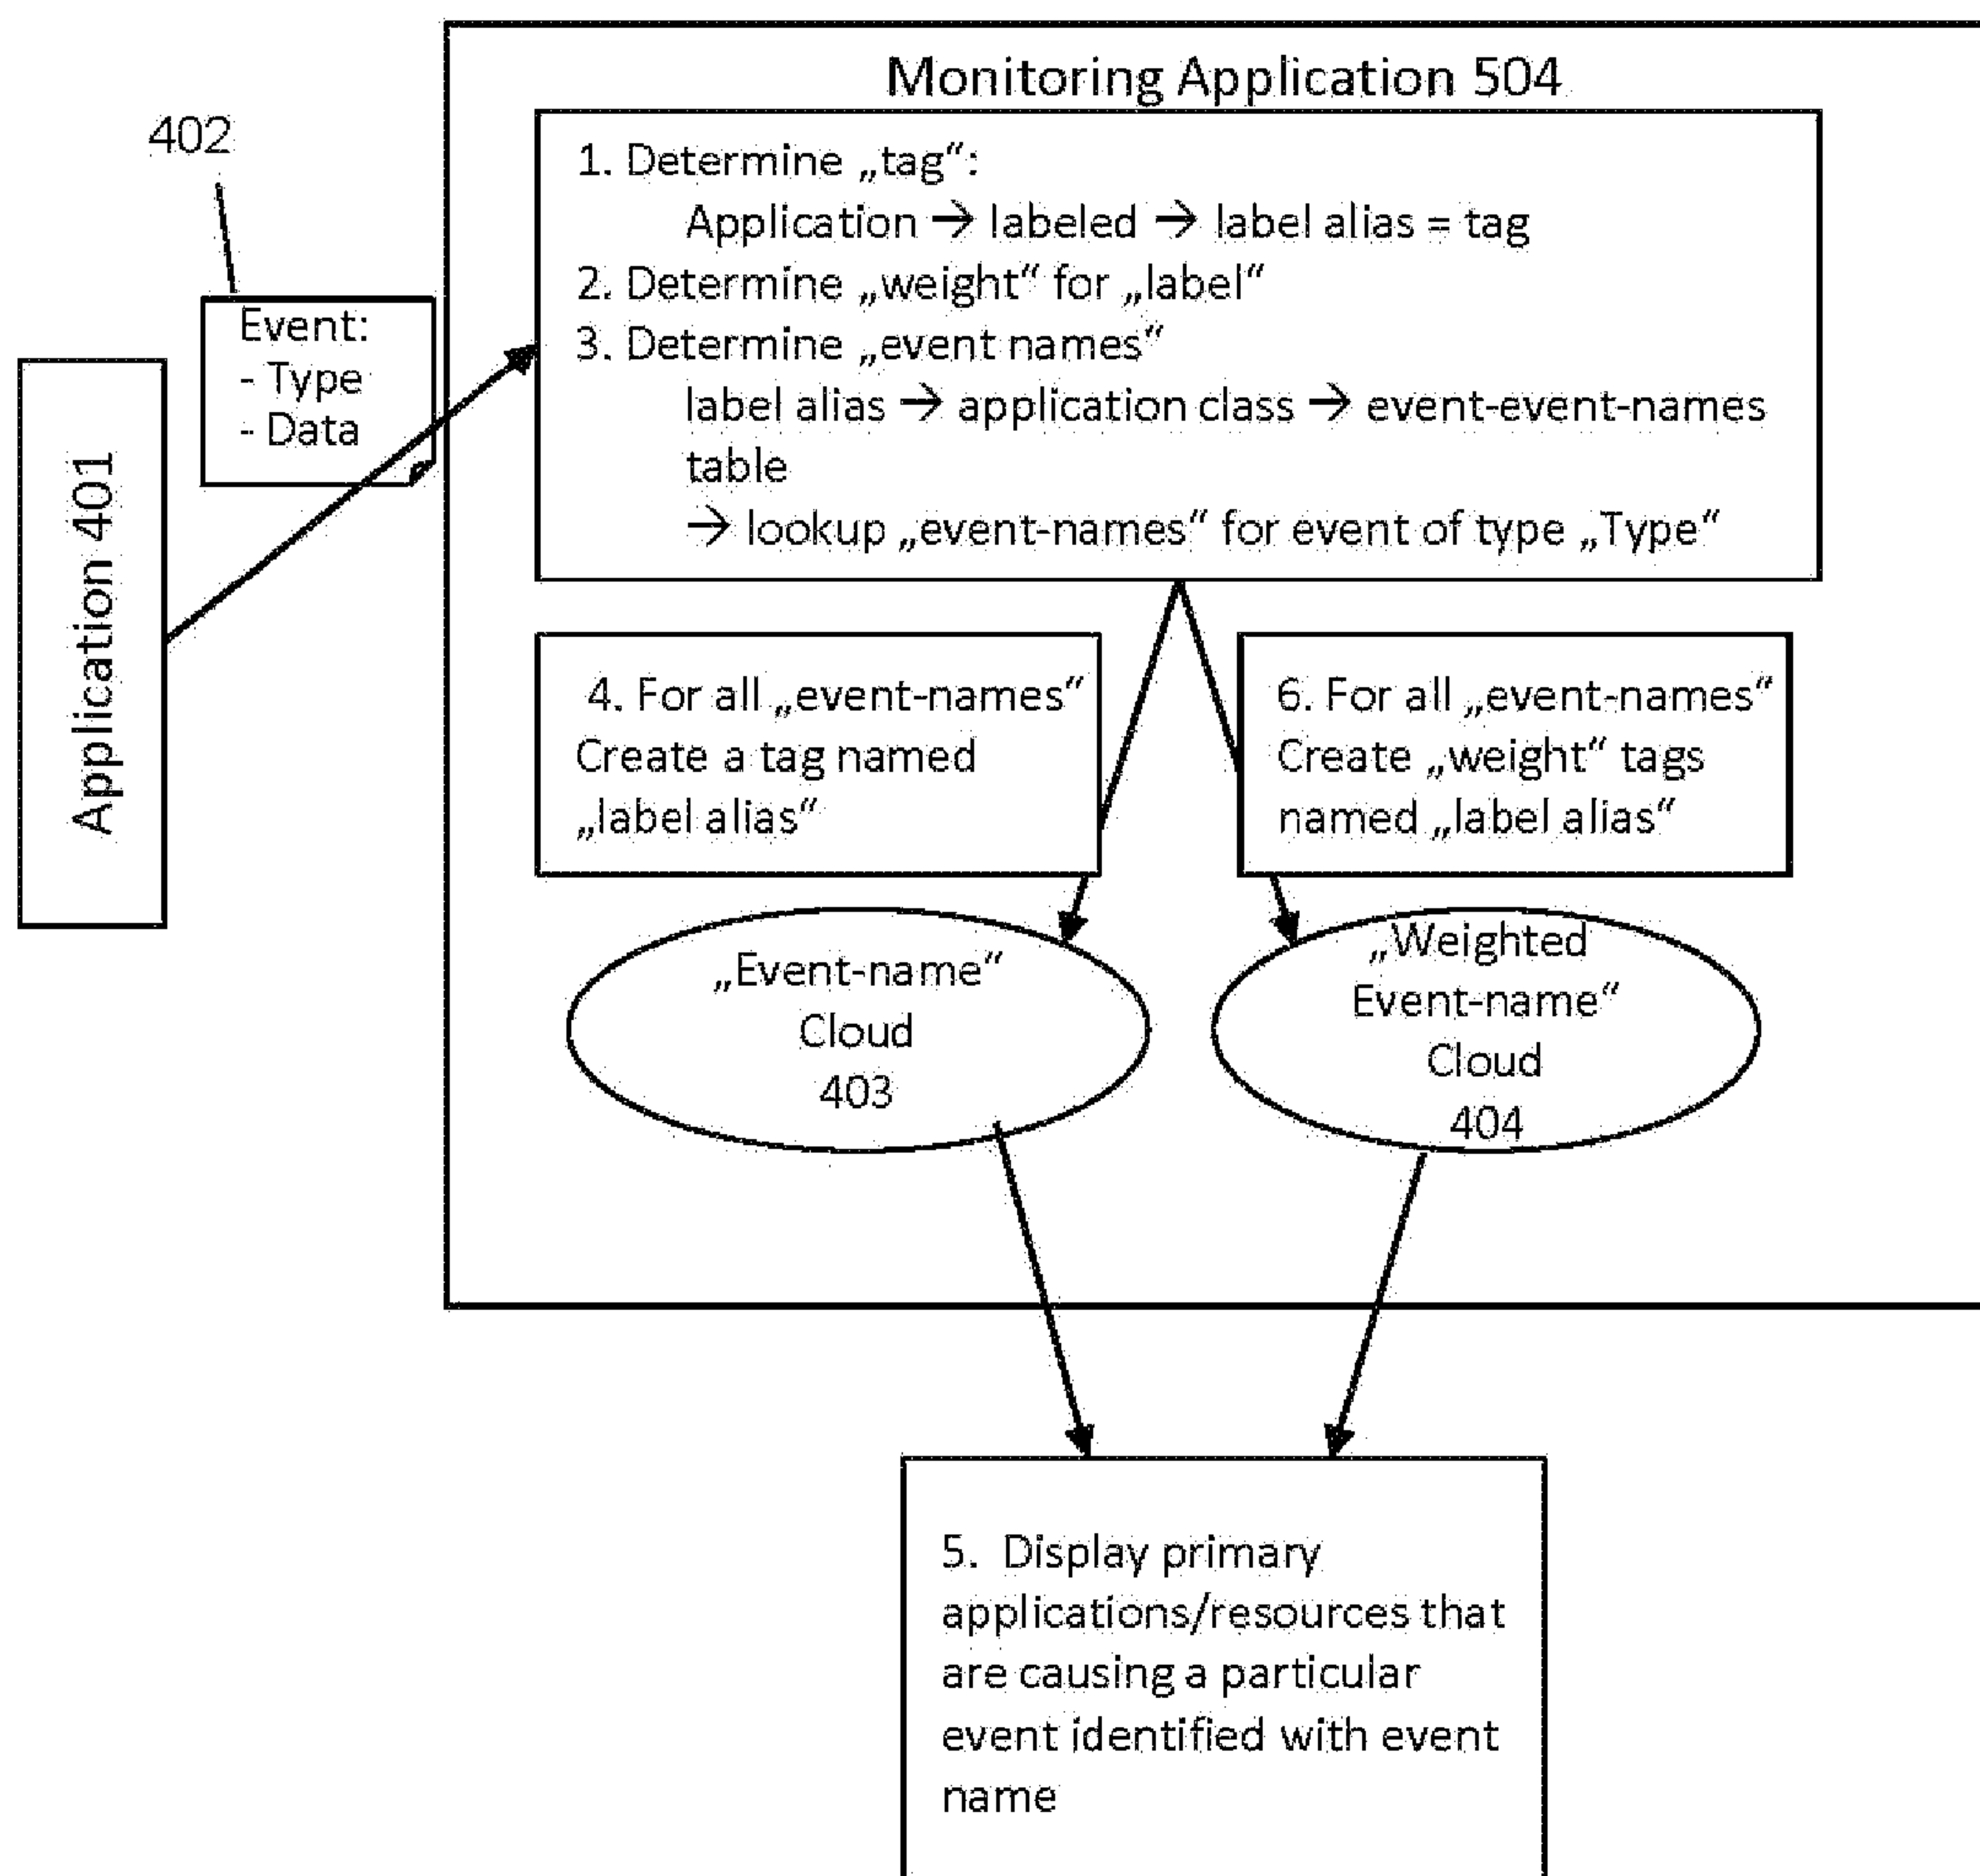 Monitoring Application 504
402
1. Determine „tag“:
Application → labeled → label alias = tag
2. Determine „weight“ for „label“
3. Determine „event names“
label alias → application class → event-event-names
table
→ lookup „event-names“ for event of type „Type“
Event:
- Type
- Data
Application 401
4. For all „event-names“
Create a tag named
„label alias“
6. For all „event-names“
Create „weight“ tags
named „label alias“
„Event-name“
Cloud
403
„Weighted
Event-name“
Cloud
404
5. Display primary
applications/resources that
are causing a particular
event identified with event
name